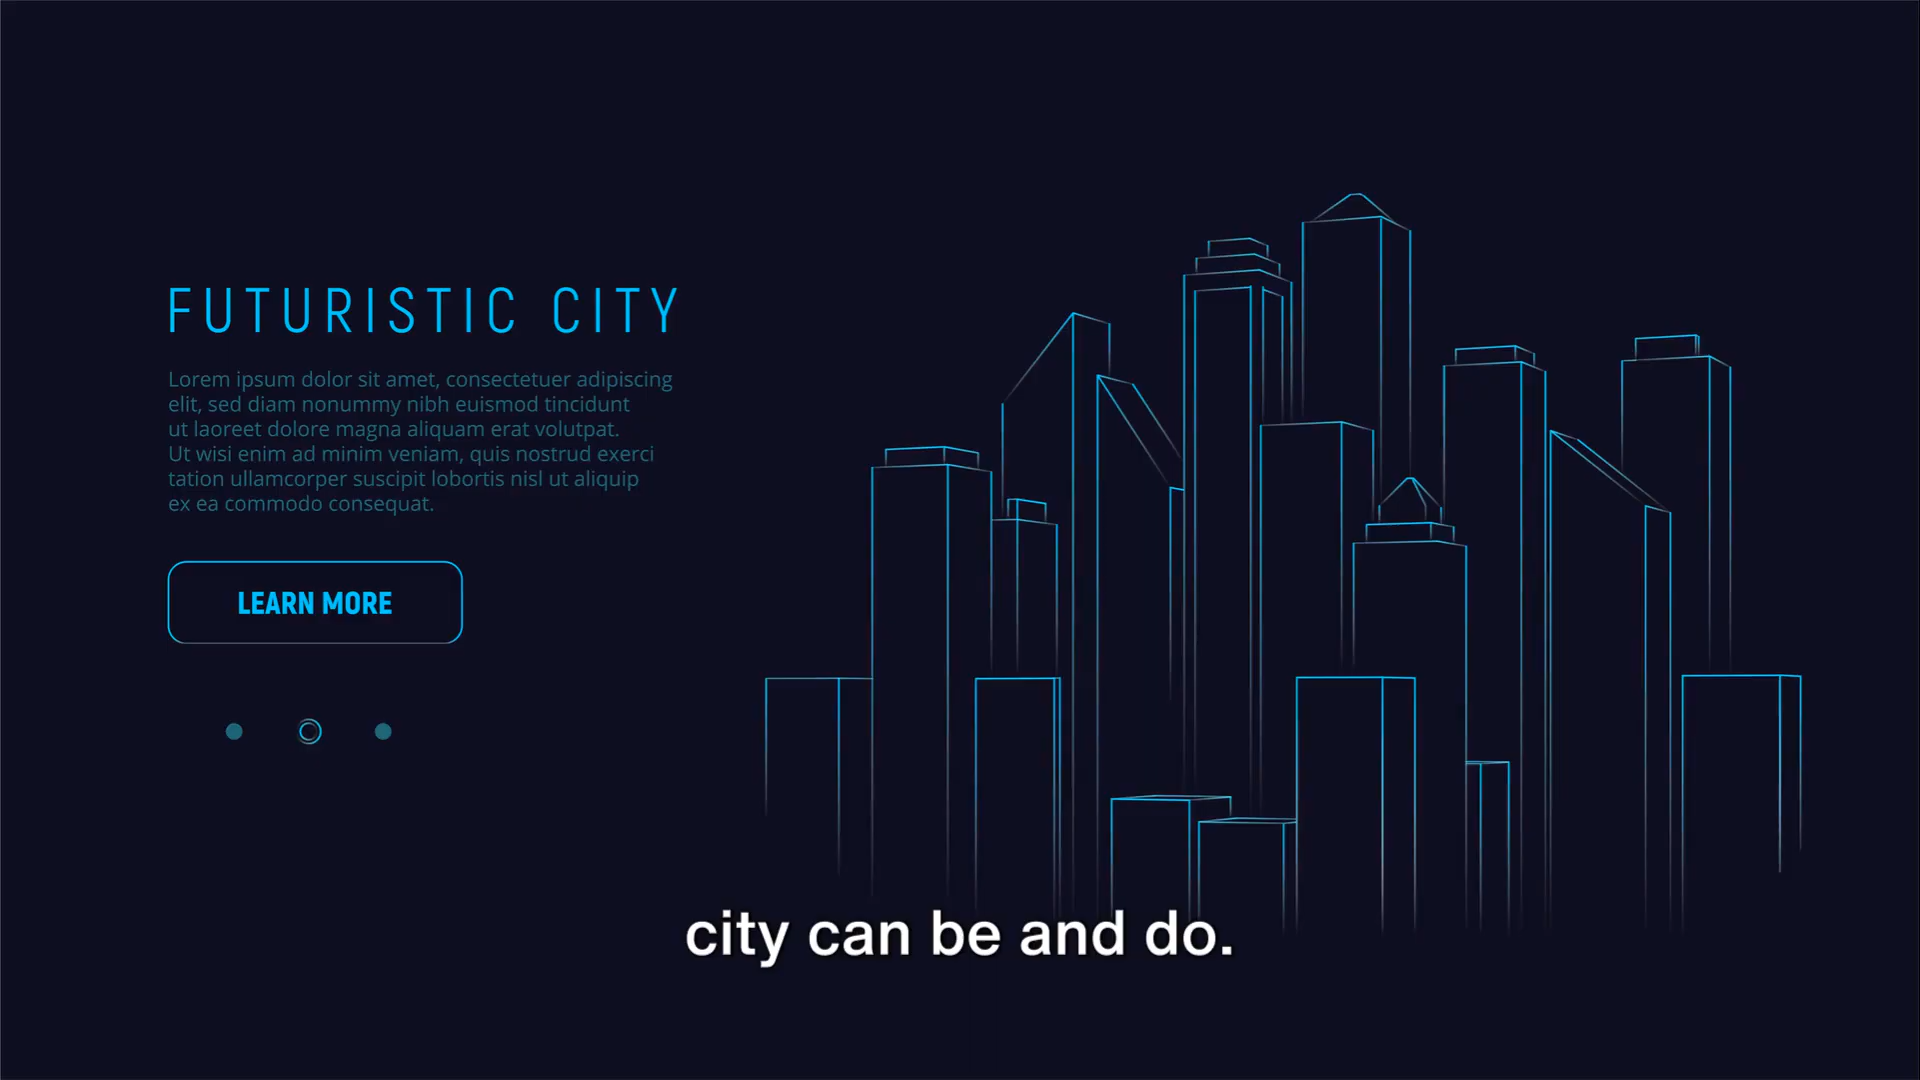 FUTURISTIC CITY
Lorem ipsum dolor sit amet, consectetuer adipiscing
elit, sed diam nonummy nibh euismod tincidunt
ut laoreet dolore magna aliquam erat volutpat.
Ut wisi enim ad minim veniam, quis nostrud exerci
tation ullamcorper suscipit lobortis nisl ut aliquip
ex ea commodo consequat.
LEARN MORE
city can be and do.